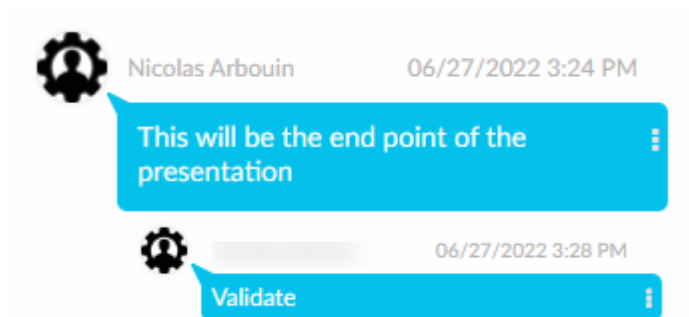 Nicolas Arbouin 06/27/2022 3:24 PM
This will be the end point of the
presentation
06/27/2022 3:28 PM
Validate